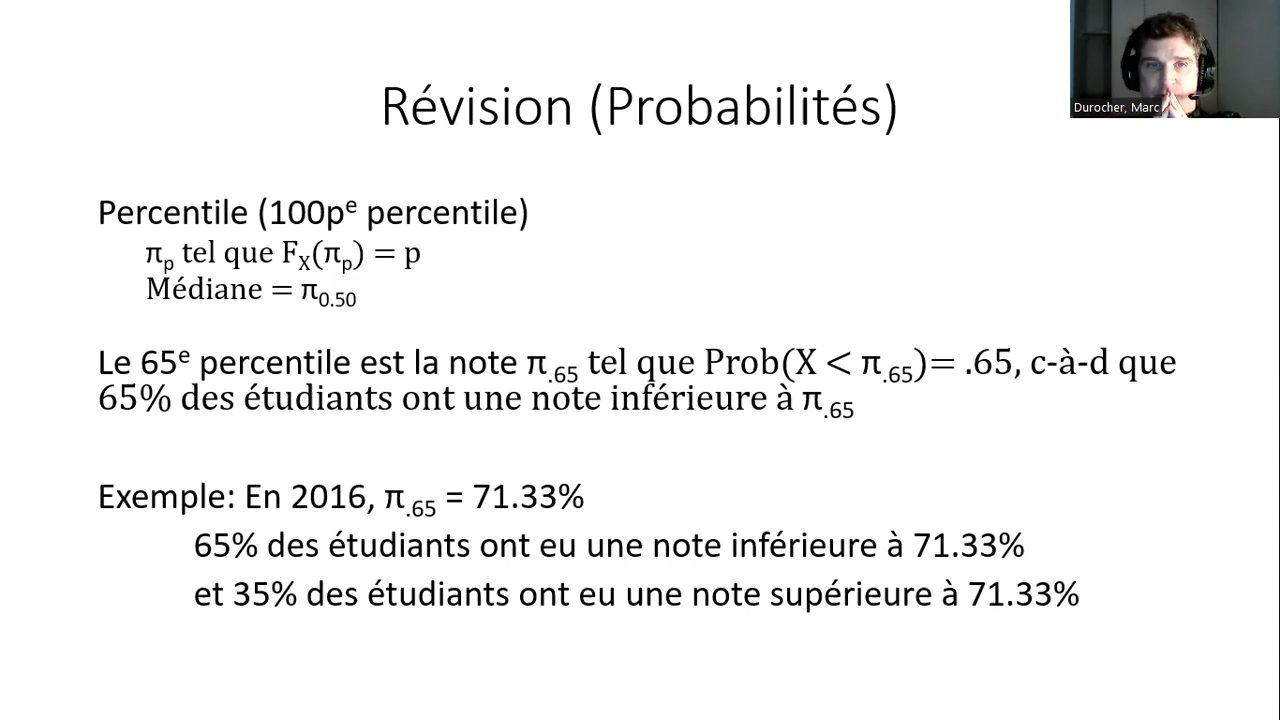 Révision (Probabilités)
Durocher, Marc
Percentile (100pᵉ percentile)
πₚ tel que Fₓ(πₚ) = p
Médiane = π₀.₅₀
Le 65ᵉ percentile est la note π.₆₅ tel que Prob(X < π.₆₅)= .65, c-à-d que
65% des étudiants ont une note inférieure à π.₆₅
Exemple: En 2016, π.₆₅ = 71.33%
65% des étudiants ont eu une note inférieure à 71.33%
et 35% des étudiants ont eu une note supérieure à 71.33%